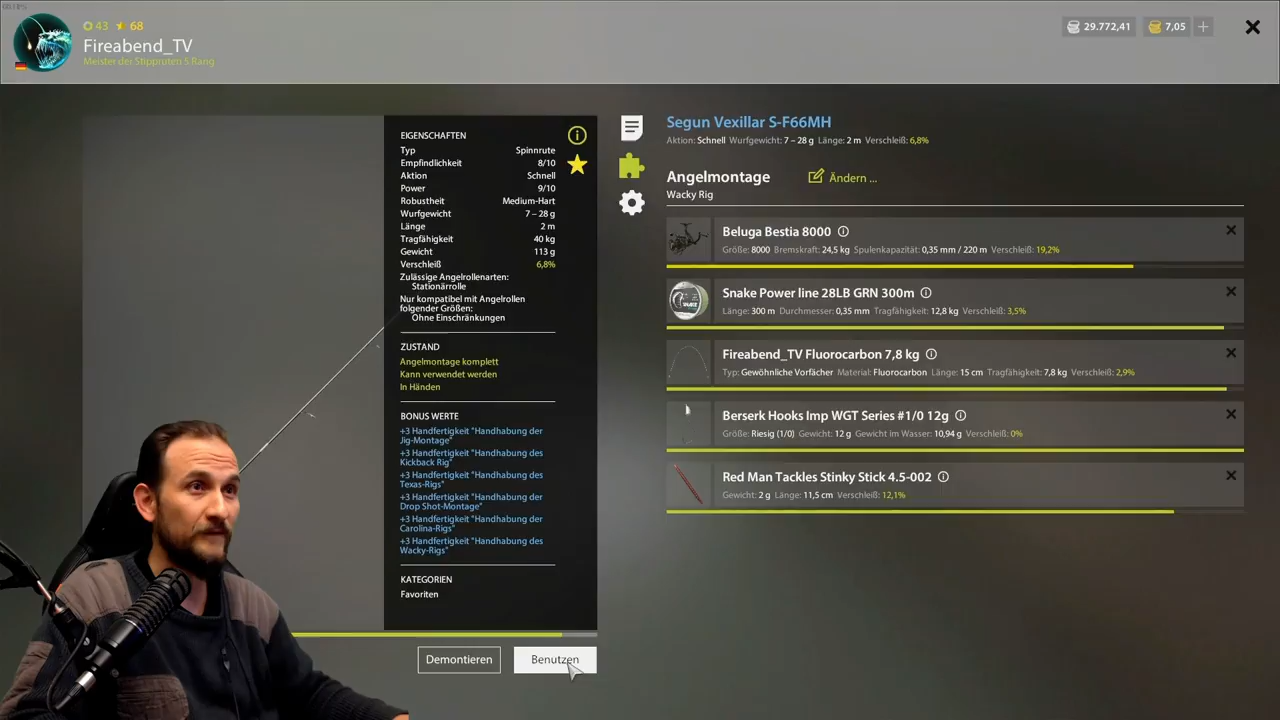 43 68
Fireabend_TV
Meister der Stippruten 5.Rang
29.772,41
7,05
EIGENSCHAFTEN
Typ Spinnrute
Empfindlichkeit 8/10
Aktion Schnell
Power 9/10
Robustheit Medium-Hart
Wurfgewicht 7 – 28 g
Länge 2 m
Tragfähigkeit 40 kg
Gewicht 113 g
Verschleiß 6,8%
Zulässige Angelrollenarten:
Stationärrolle
Nur kompatibel mit Angelrollen
folgender Größen:
Ohne Einschränkungen
ZUSTAND
Angelmontage komplett
Kann verwendet werden
In Händen
BONUS WERTE
+3 Handfertigkeit "Handhabung der
Jig-Montage"
+3 Handfertigkeit "Handhabung des
Kickback Rig"
+3 Handfertigkeit "Handhabung des
Texas-Rigs"
+3 Handfertigkeit "Handhabung der
Drop Shot-Montage"
+3 Handfertigkeit "Handhabung des
Carolina-Rigs"
+3 Handfertigkeit "Handhabung des
Wacky-Rigs"
KATEGORIEN
Favoriten
Demontieren
Benutzen
Segun Vexillar S-F66MH
Aktion: Schnell Wurfgewicht: 7 – 28 g Länge: 2 m Verschleiß: 6,8%
Angelmontage
Ändern ...
Wacky Rig
Beluga Bestia 8000
Größe: 8000 Bremskraft: 24,5 kg Spulenkapazität: 0,35 mm / 220 m Verschleiß: 19,2%
Snake Power line 28LB GRN 300m
Länge: 300 m Durchmesser: 0,35 mm Tragfähigkeit: 12,8 kg Verschleiß: 3,5%
Fireabend_TV Fluorocarbon 7,8 kg
Typ: Gewöhnliche Vorfächer Material: Fluorocarbon Länge: 15 cm Tragfähigkeit: 7,8 kg Verschleiß: 2,9%
Berserk Hooks Imp WGT Series #1/0 12g
Größe: Riesig (1/0) Gewicht: 12 g Gewicht im Wasser: 10,94 g Verschleiß: 0%
Red Man Tackles Stinky Stick 4.5-002
Gewicht: 2 g Länge: 11,5 cm Verschleiß: 12,1%